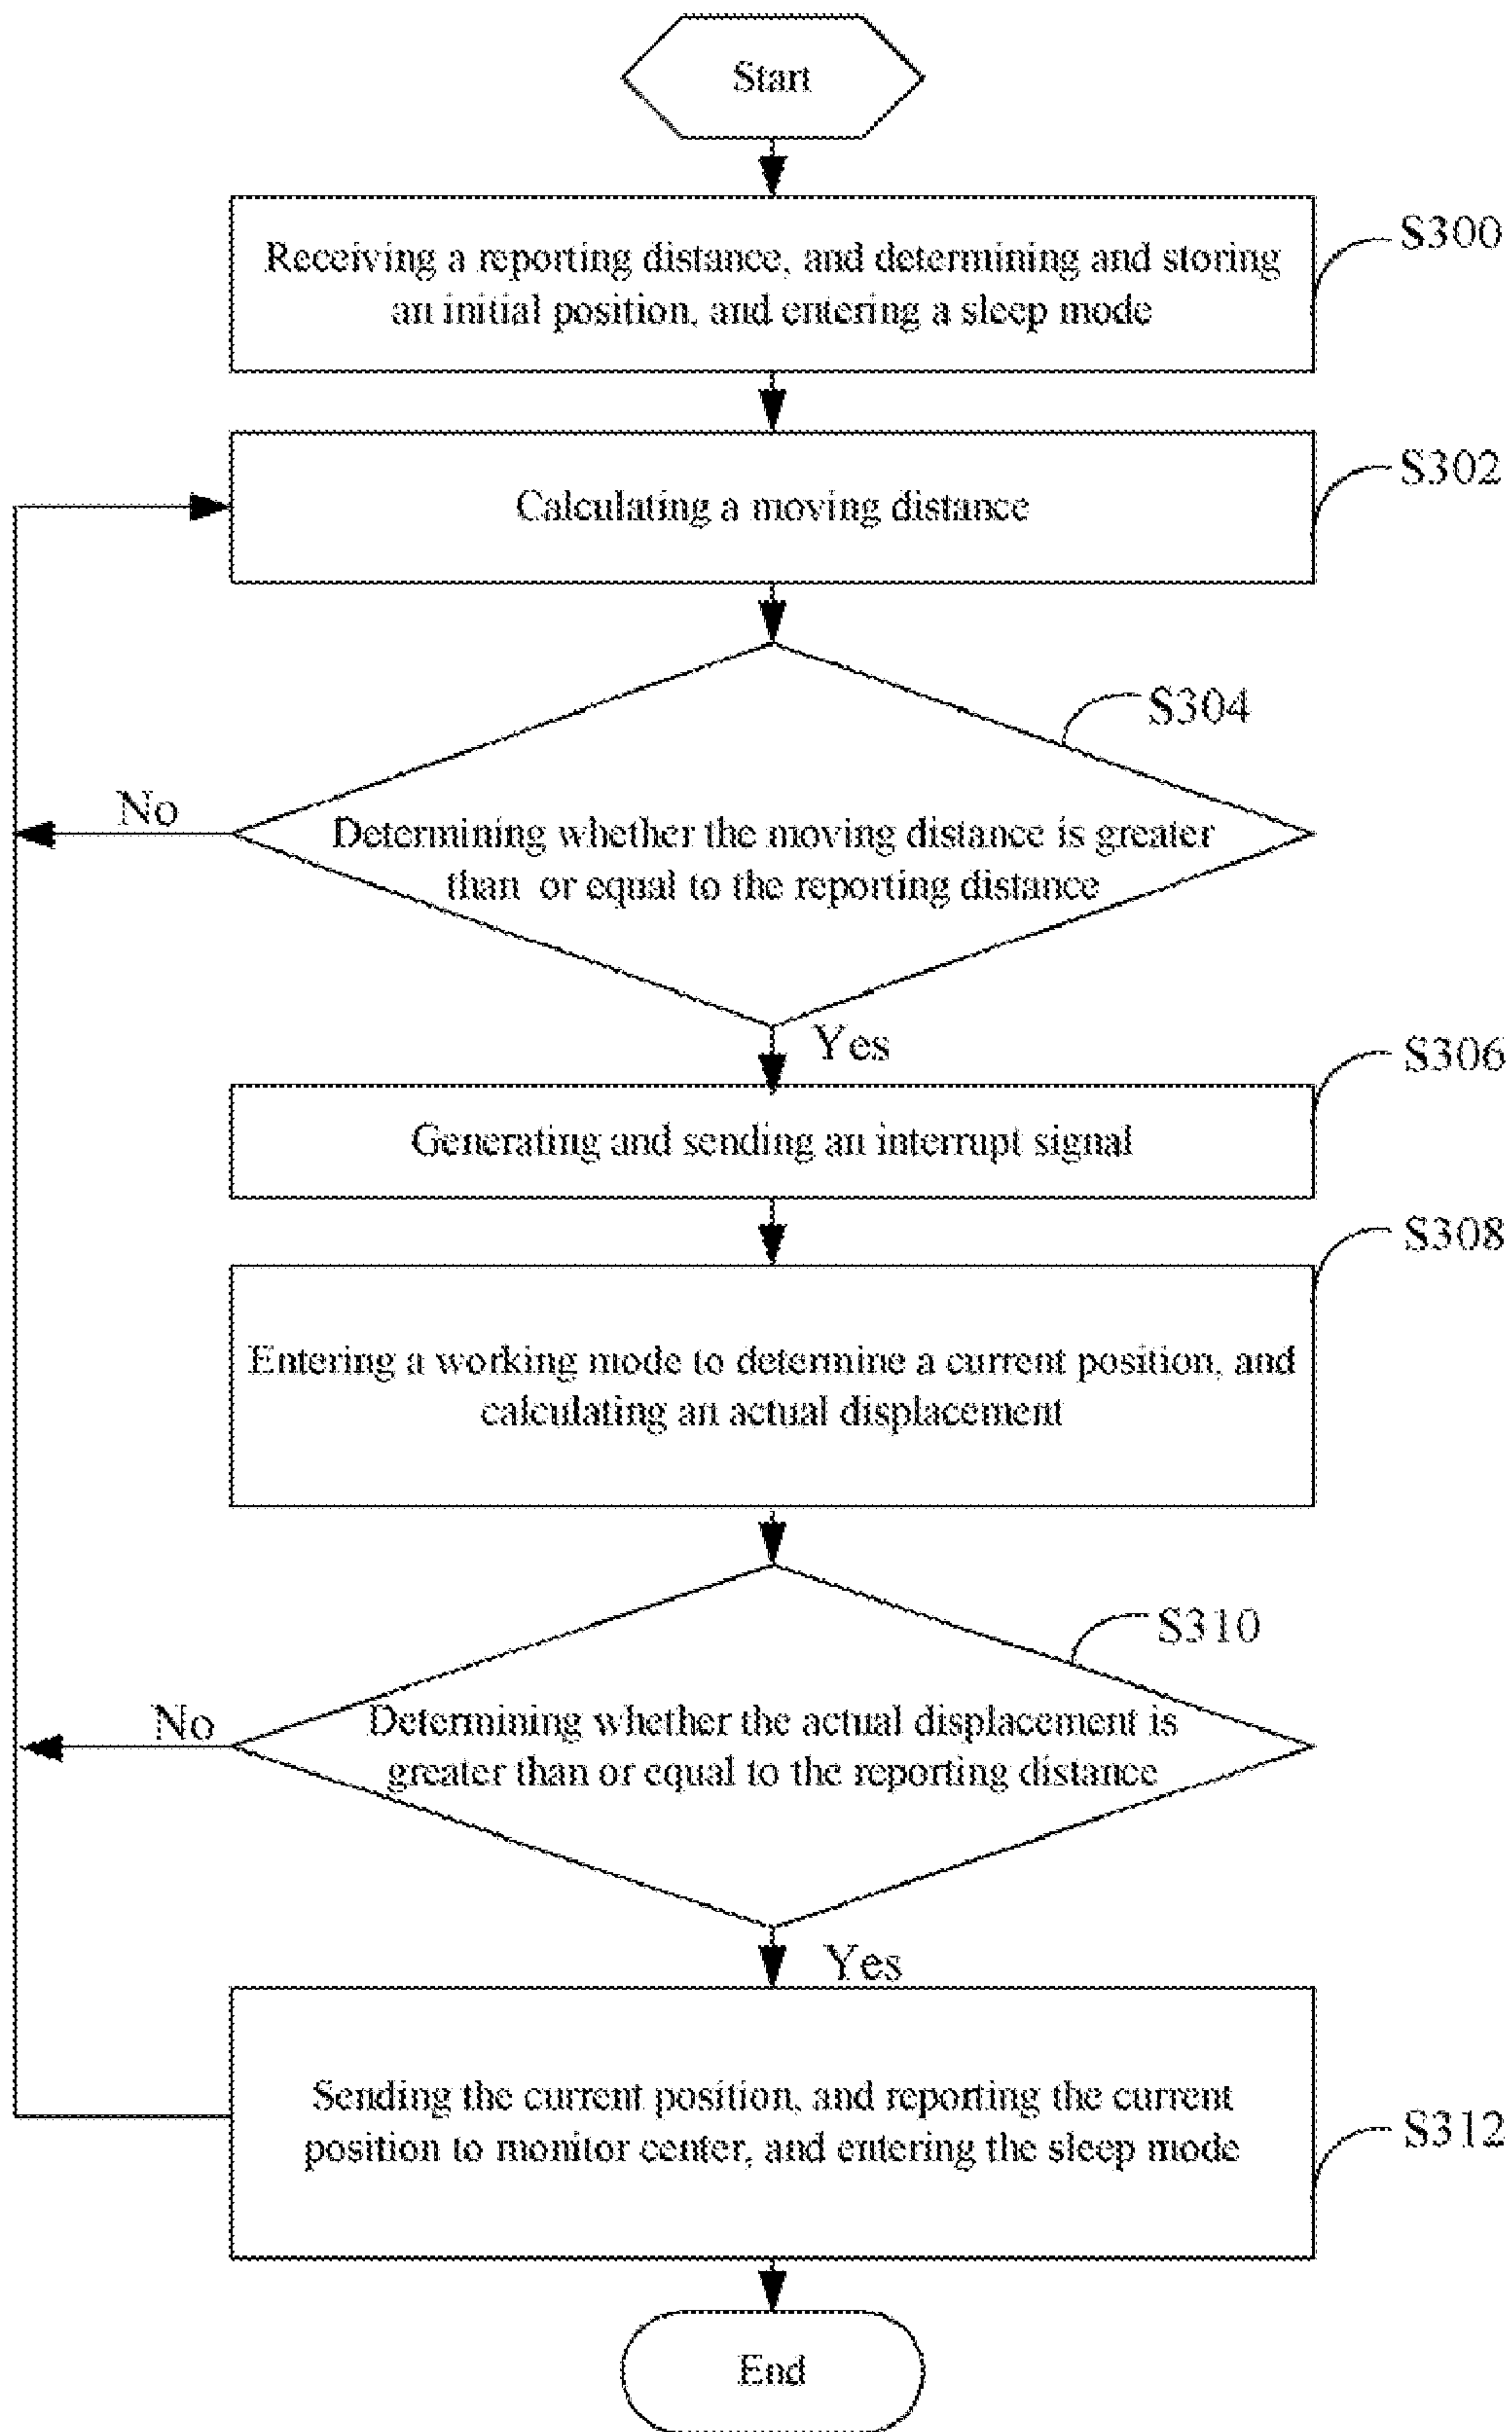 Start
Receiving a reporting distance, and determining and storing
an initial position, and entering a sleep mode
S300
Calculating a moving distance
S302
S304
No
Determining whether the moving distance is greater
than or equal to the reporting distance
Yes
S306
Generating and sending an interrupt signal
S308
Entering a working mode to determine a current position, and
calculating an actual displacement
S310
No
Determining whether the actual displacement is
greater than or equal to the reporting distance
Yes
Sending the current position, and reporting the current
position to monitor center, and entering the sleep mode
S312
End